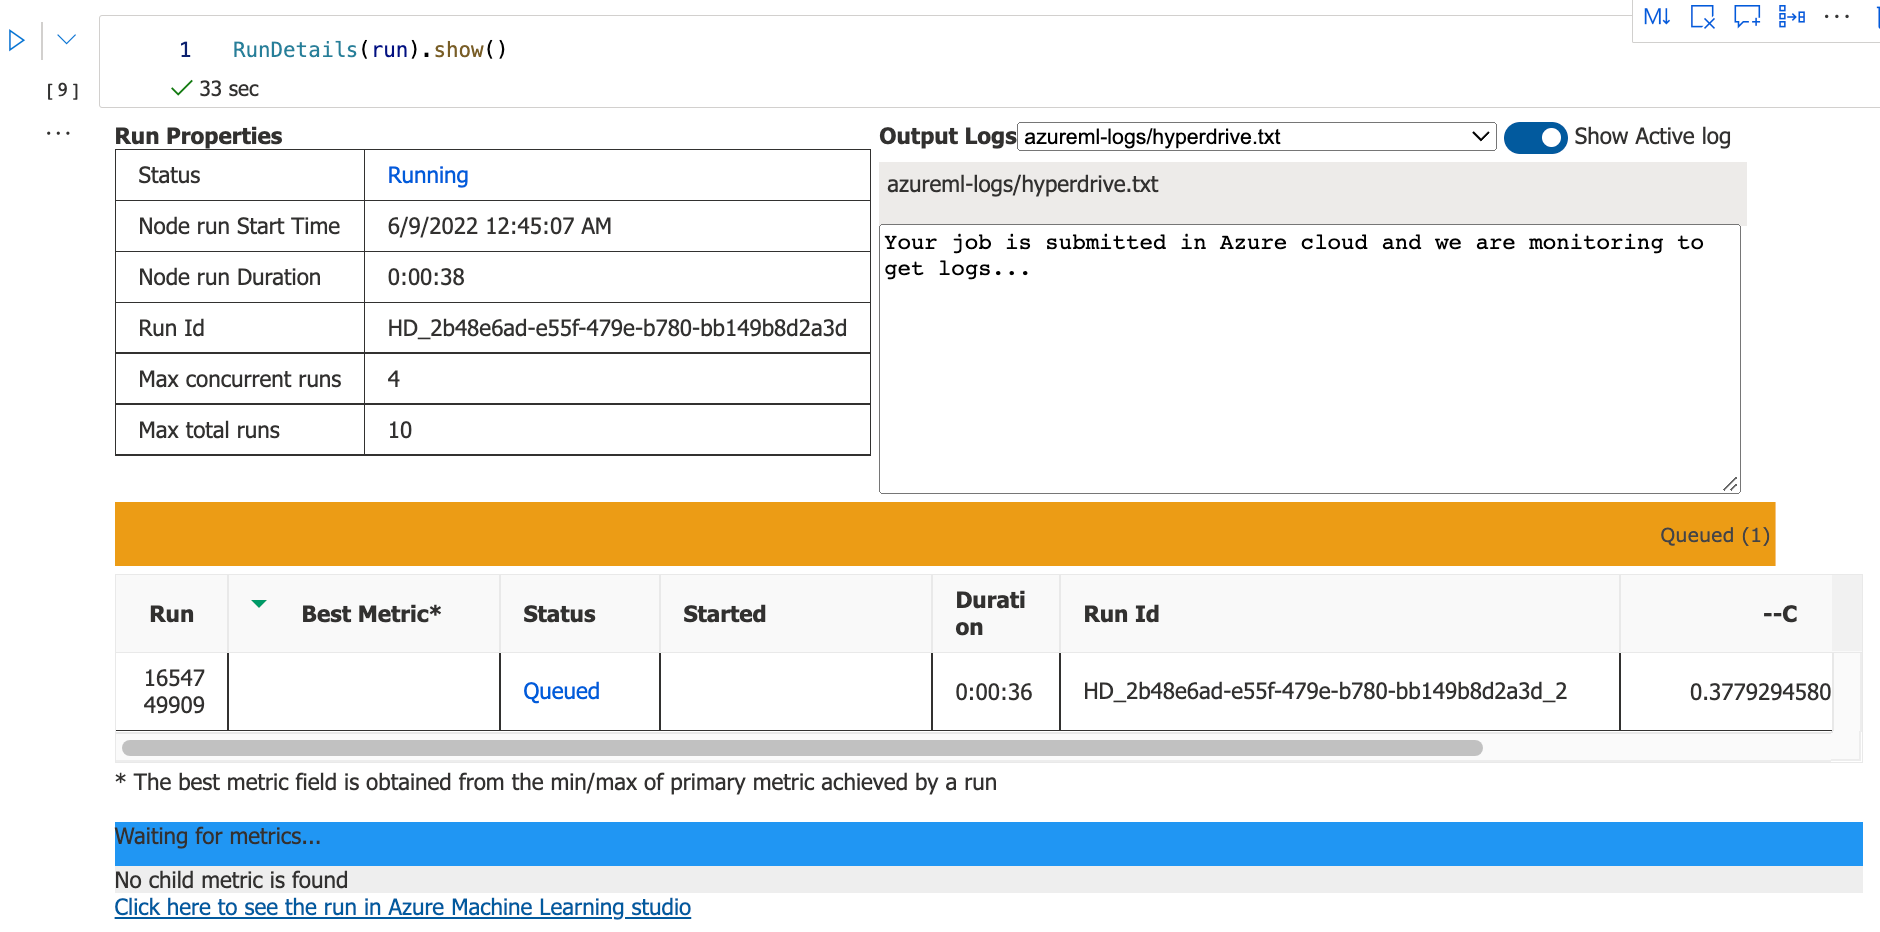 M↓
1 RunDetails(run).show()
33 sec
[9]
Run Properties
Status Running
Node run Start Time 6/9/2022 12:45:07 AM
Node run Duration 0:00:38
Run Id HD_2b48e6ad-e55f-479e-b780-bb149b8d2a3d
Max concurrent runs 4
Max total runs 10
Output Logs azureml-logs/hyperdrive.txt Show Active log
azureml-logs/hyperdrive.txt
Your job is submitted in Azure cloud and we are monitoring to
get logs...
Queued (1)
Run Best Metric* Status Started Durati
on Run Id --C
16547
49909 Queued 0:00:36 HD_2b48e6ad-e55f-479e-b780-bb149b8d2a3d_2 0.3779294580
* The best metric field is obtained from the min/max of primary metric achieved by a run
Waiting for metrics...
No child metric is found
Click here to see the run in Azure Machine Learning studio